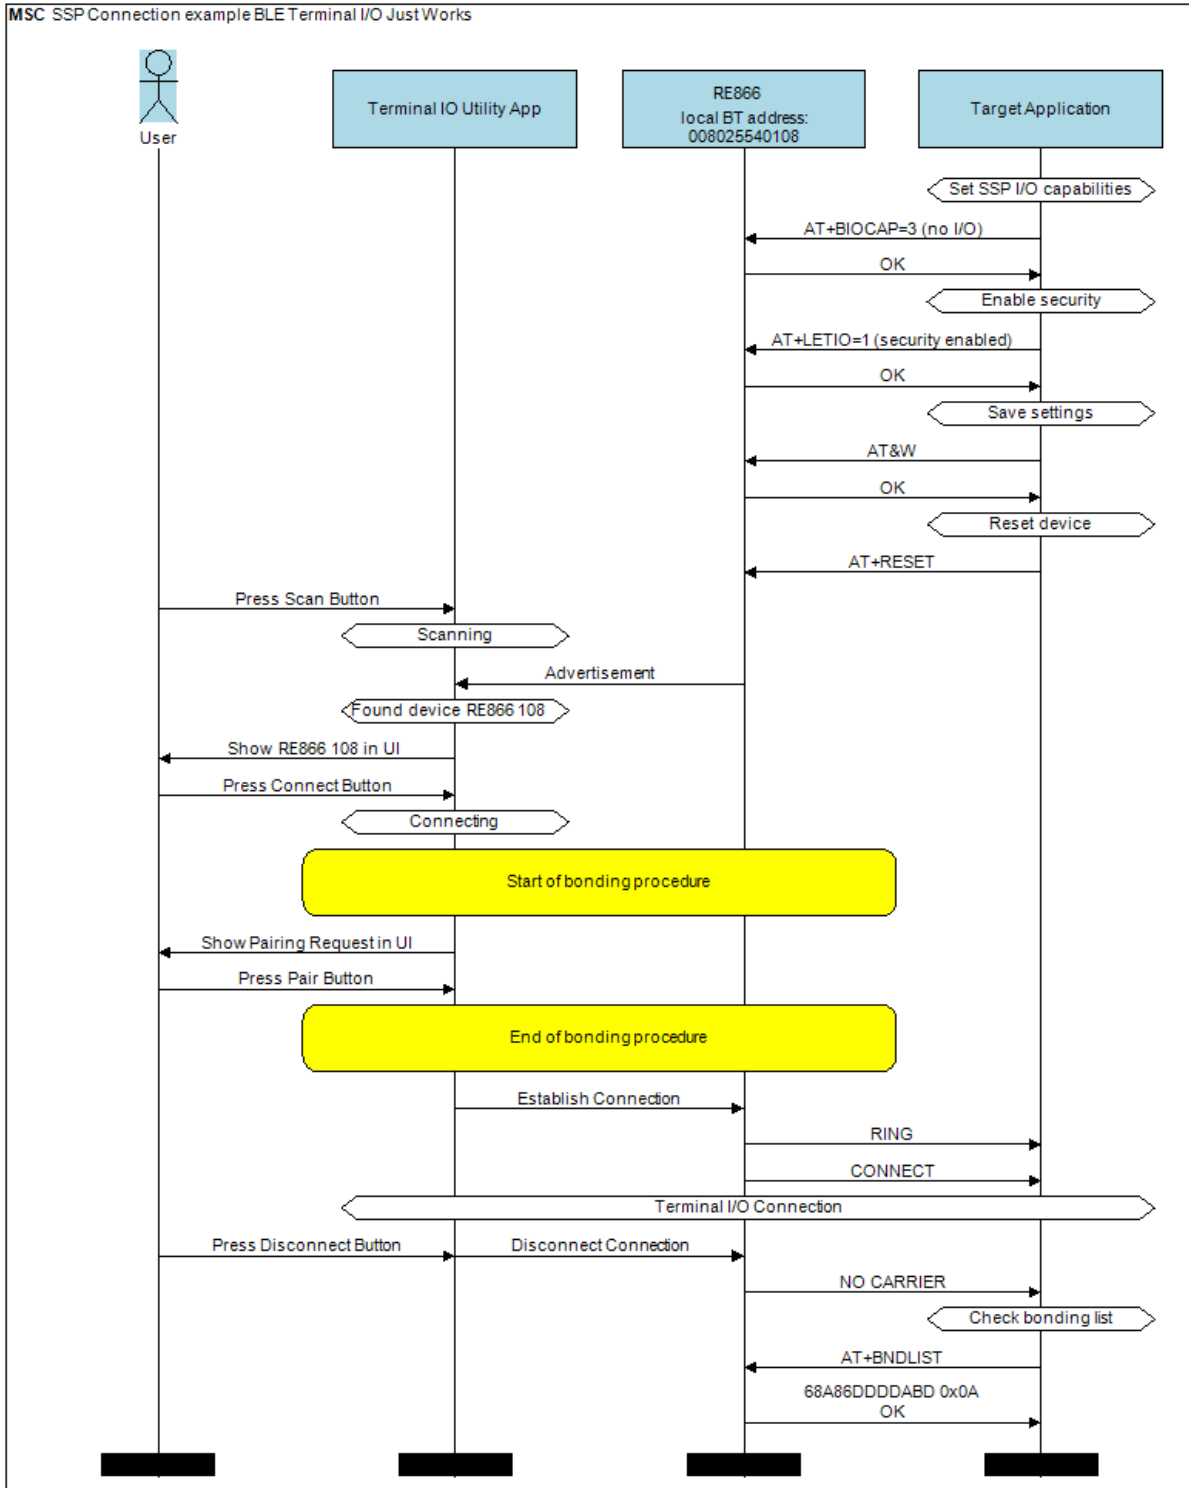 MSC SSP Connection example BLE Terminal I/O Just Works
User
Terminal IO Utility App
RE866
local BT address:
008025540108
Target Application
Set SSP I/O capabilities
AT+BIOCAP=3 (no I/O)
OK
Enable security
AT+LETIO=1 (security enabled)
OK
Save settings
AT&W
OK
Reset device
AT+RESET
Press Scan Button
Scanning
Advertisement
Found device RE866 108
Show RE866 108 in UI
Press Connect Button
Connecting
Start of bonding procedure
Show Pairing Request in UI
Press Pair Button
End of bonding procedure
Establish Connection
RING
CONNECT
Terminal I/O Connection
Press Disconnect Button
Disconnect Connection
NO CARRIER
Check bonding list
AT+BNDLIST
68A86DDDDABD 0x0A
OK